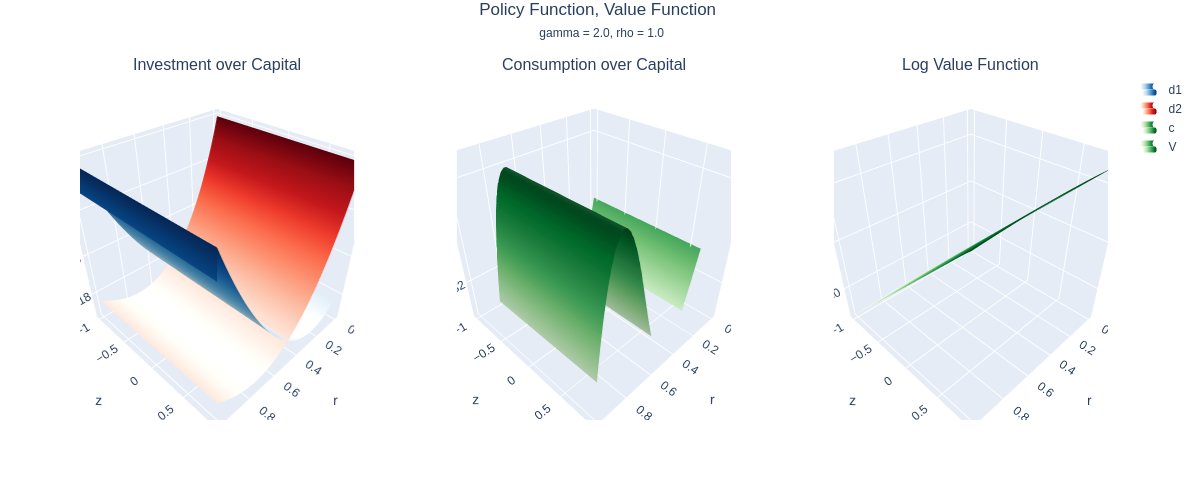 Policy Function, Value Function
gamma = 2.0, rho = 1.0
Investment over Capital
Consumption over Capital
Log Value Function
d1
d2
c
V
18
−1
−0.5
0
0.5
z
0
0.2
0.4
0.6
0.8
r
−1
−0.5
0
0.5
z
0
0.2
0.4
0.6
0.8
r
−1
−0.5
0
0.5
z
0
0.2
0.4
0.6
0.8
r